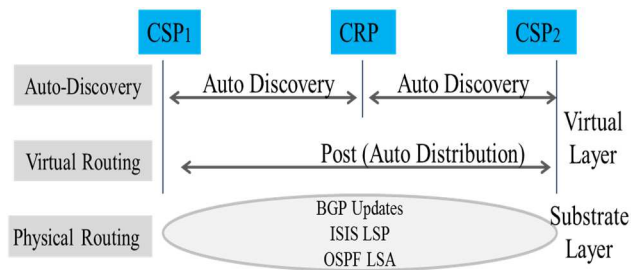 CSP1 CRP CSP2
Auto-Discovery Auto Discovery Auto Discovery
Virtual Routing Post (Auto Distribution) Virtual Layer
BGP Updates
Physical Routing ISIS LSP Substrate Layer
OSPF LSA